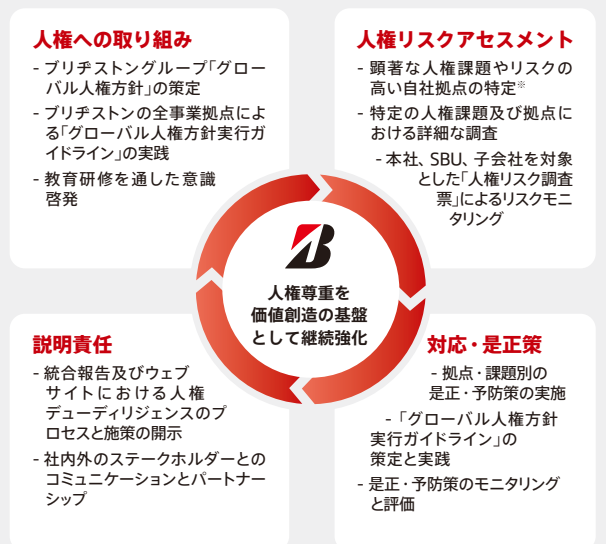 人権への取り組み
- ブリヂストングループ「グロー
バル人権方針」の策定
- ブリヂストンの全事業拠点によ
る「グローバル人権方針実行ガ
イドライン」の実践
- 教育研修を通した意識
啓発
人権リスクアセスメント
- 顕著な人権課題やリスクの
高い自社拠点の特定※
- 特定の人権課題及び拠点に
おける詳細な調査
- 本社、SBU、子会社を対象
とした「人権リスク調査
票」によるリスクモニ
タリング
人権尊重を
価値創造の基盤
として継続強化
説明責任
- 統合報告及びウェブ
サイトにおける人権
デューディリジェンスのプ
ロセスと施策の開示
- 社内外のステークホルダーとの
コミュニケーションとパートナー
シップ
対応・是正策
- 拠点・課題別の
是正・予防策の実施
- 「グローバル人権方針
実行ガイドライン」の
策定と実践
- 是正・予防策のモニタリング
と評価